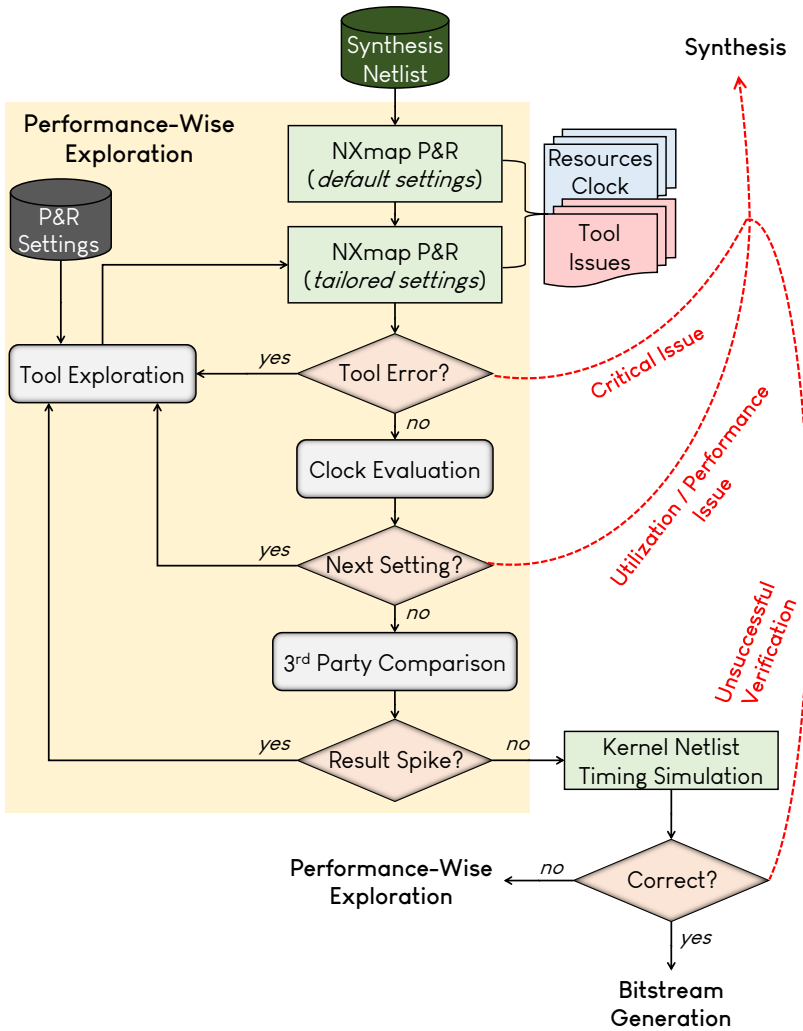 Synthesis
Netlist
Synthesis
Performance-Wise
Exploration
NXmap P&R
(default settings)
Resources
Clock
P&R
Settings
NXmap P&R
(tailored settings)
Tool
Issues
Tool Exploration
yes
Tool Error?
Critical Issue
no
Clock Evaluation
Utilization / Performance
Issue
yes
Next Setting?
no
3rd Party Comparison
Unsuccessful
Verification
yes
Result Spike?
no
Kernel Netlist
Timing Simulation
Performance-Wise
Exploration
no
Correct?
yes
Bitstream
Generation